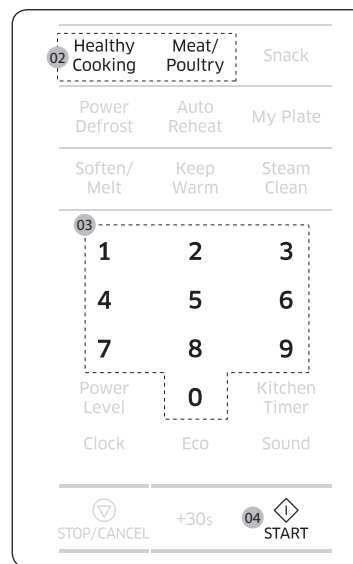 Healthy Meat/ Snack
02 Cooking Poultry
Power Auto My Plate
Defrost Reheat
Soften/ Keep Steam
Melt Warm Clean
03
1 2 3
4 5 6
7 8 9
Power 0 Kitchen
Level Timer
Clock Eco Sound
+30s 04
STOP/CANCEL START